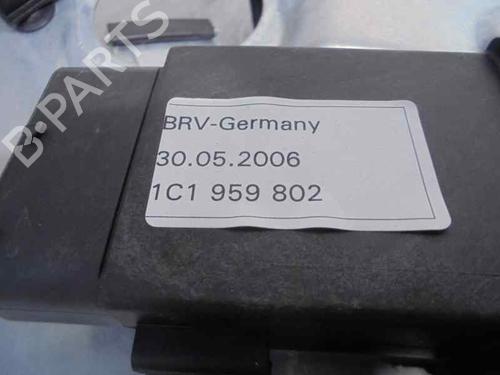 BRV-Germany
30.05.2006
1C1 959 802
B-PARTS